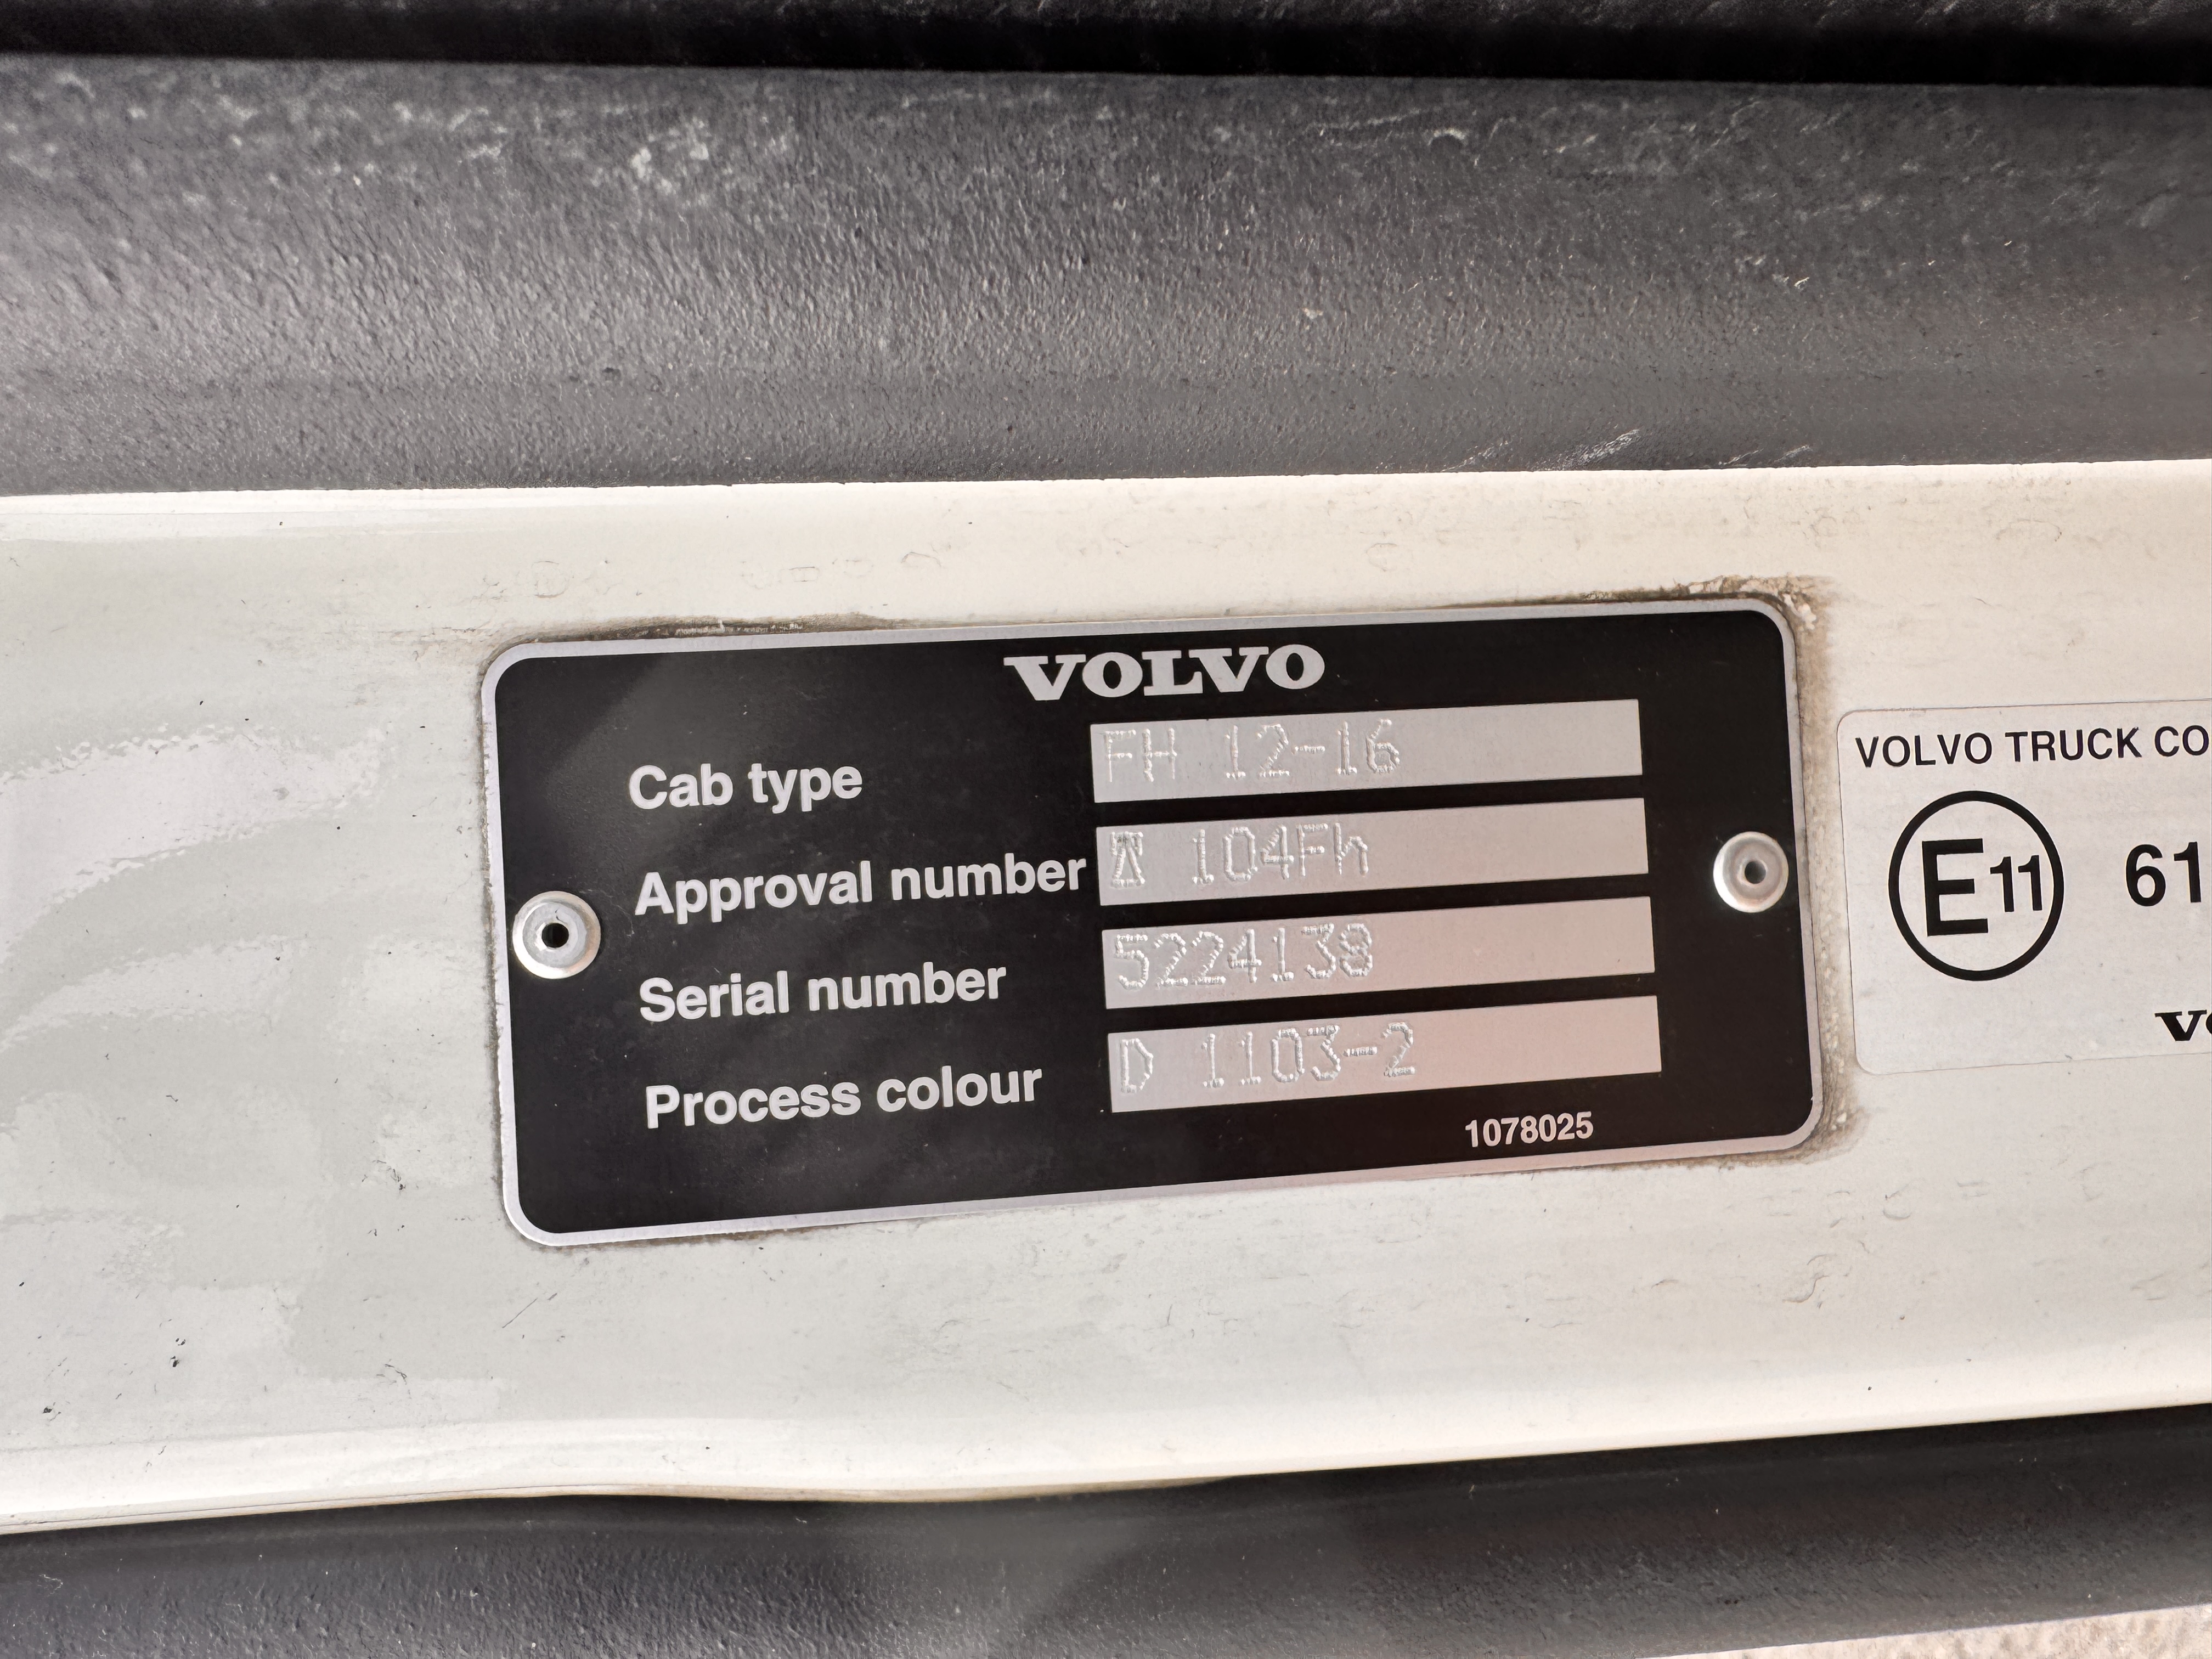 VOLVO
Cab type FH 12-16
Approval number 104Fh
Serial number 5224138
Process colour D 1103-2
1078025
VOLVO TRUCK CO
E11 61